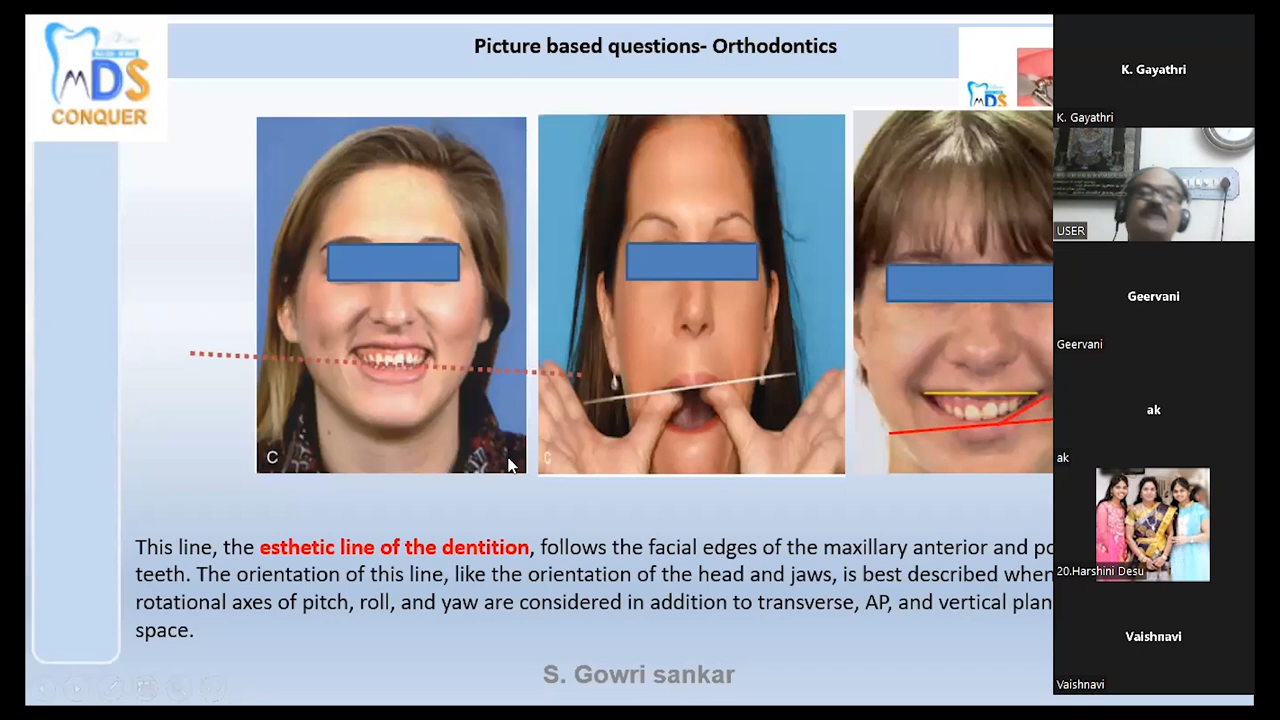 Picture based questions- Orthodontics
MDS
CONQUER
MDS
C
C
This line, the esthetic line of the dentition, follows the facial edges of the maxillary anterior and po
teeth. The orientation of this line, like the orientation of the head and jaws, is best described when
rotational axes of pitch, roll, and yaw are considered in addition to transverse, AP, and vertical plan
space.
S. Gowri sankar
K. Gayathri
K. Gayathri
USER
Geervani
Geervani
ak
ak
20.Harshini Desu
Vaishnavi
Vaishnavi